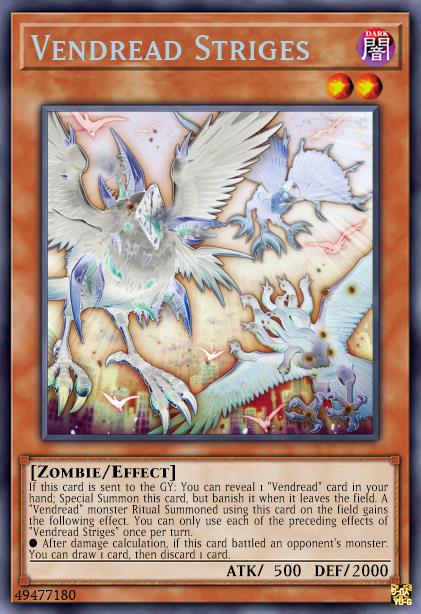 VENDREAD STRIGES
DARK
闇
[ZOMBIE/EFFECT]
If this card is sent to the GY: You can reveal 1 "Vendread" card in your
hand; Special Summon this card, but banish it when it leaves the field. A
"Vendread" monster Ritual Summoned using this card on the field gains
the following effect. You can only use each of the preceding effects of
"Vendread Striges" once per turn.
● After damage calculation, if this card battled an opponent's monster:
You can draw 1 card, then discard 1 card.
ATK/ 500 DEF/2000
49477180